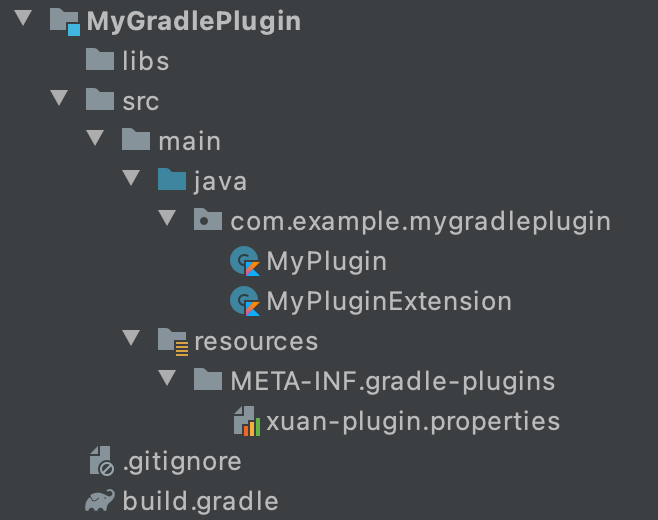 MyGradlePlugin
libs
src
main
java
com.example.mygradleplugin
MyPlugin
MyPluginExtension
resources
META-INF.gradle-plugins
xuan-plugin.properties
.gitignore
build.gradle